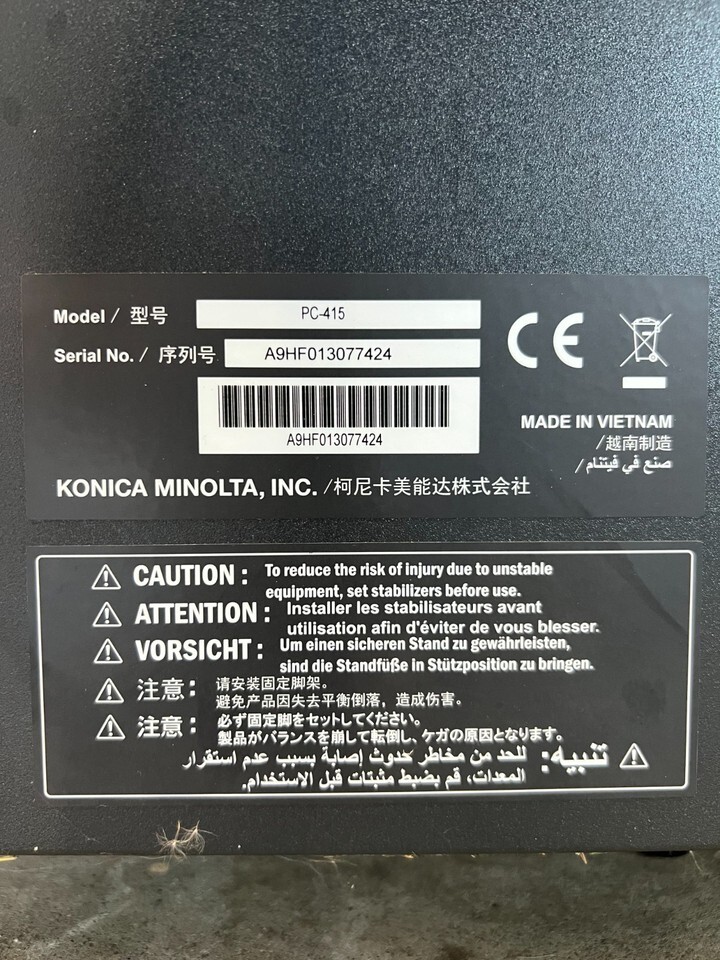 Model / 型号 PC-415
Serial No. / 序列号 A9HF013077424
A9HF013077424
CE
MADE IN VIETNAM
/越南制造
/ صنع في فيتنام
KONICA MINOLTA, INC. /柯尼卡美能达株式会社
CAUTION : To reduce the risk of injury due to unstable
equipment, set stabilizers before use.
ATTENTION : Installer les stabilisateurs avant
utilisation afin d'éviter de vous blesser.
VORSICHT : Um einen sicheren Stand zu gewährleisten,
sind die Standfüße in Stützposition zu bringen.
注意： 请安装固定脚架。
避免产品因失去平衡倒落，造成伤害。
注意： 必ず固定脚をセットしてください。
製品がバランスを崩して転倒し、ケガの原因となります。
تنبيه: للحد من مخاطر حدوث إصابة بسبب عدم استقرار
المعدات، قم بضبط مثبتات قبل الاستخدام.